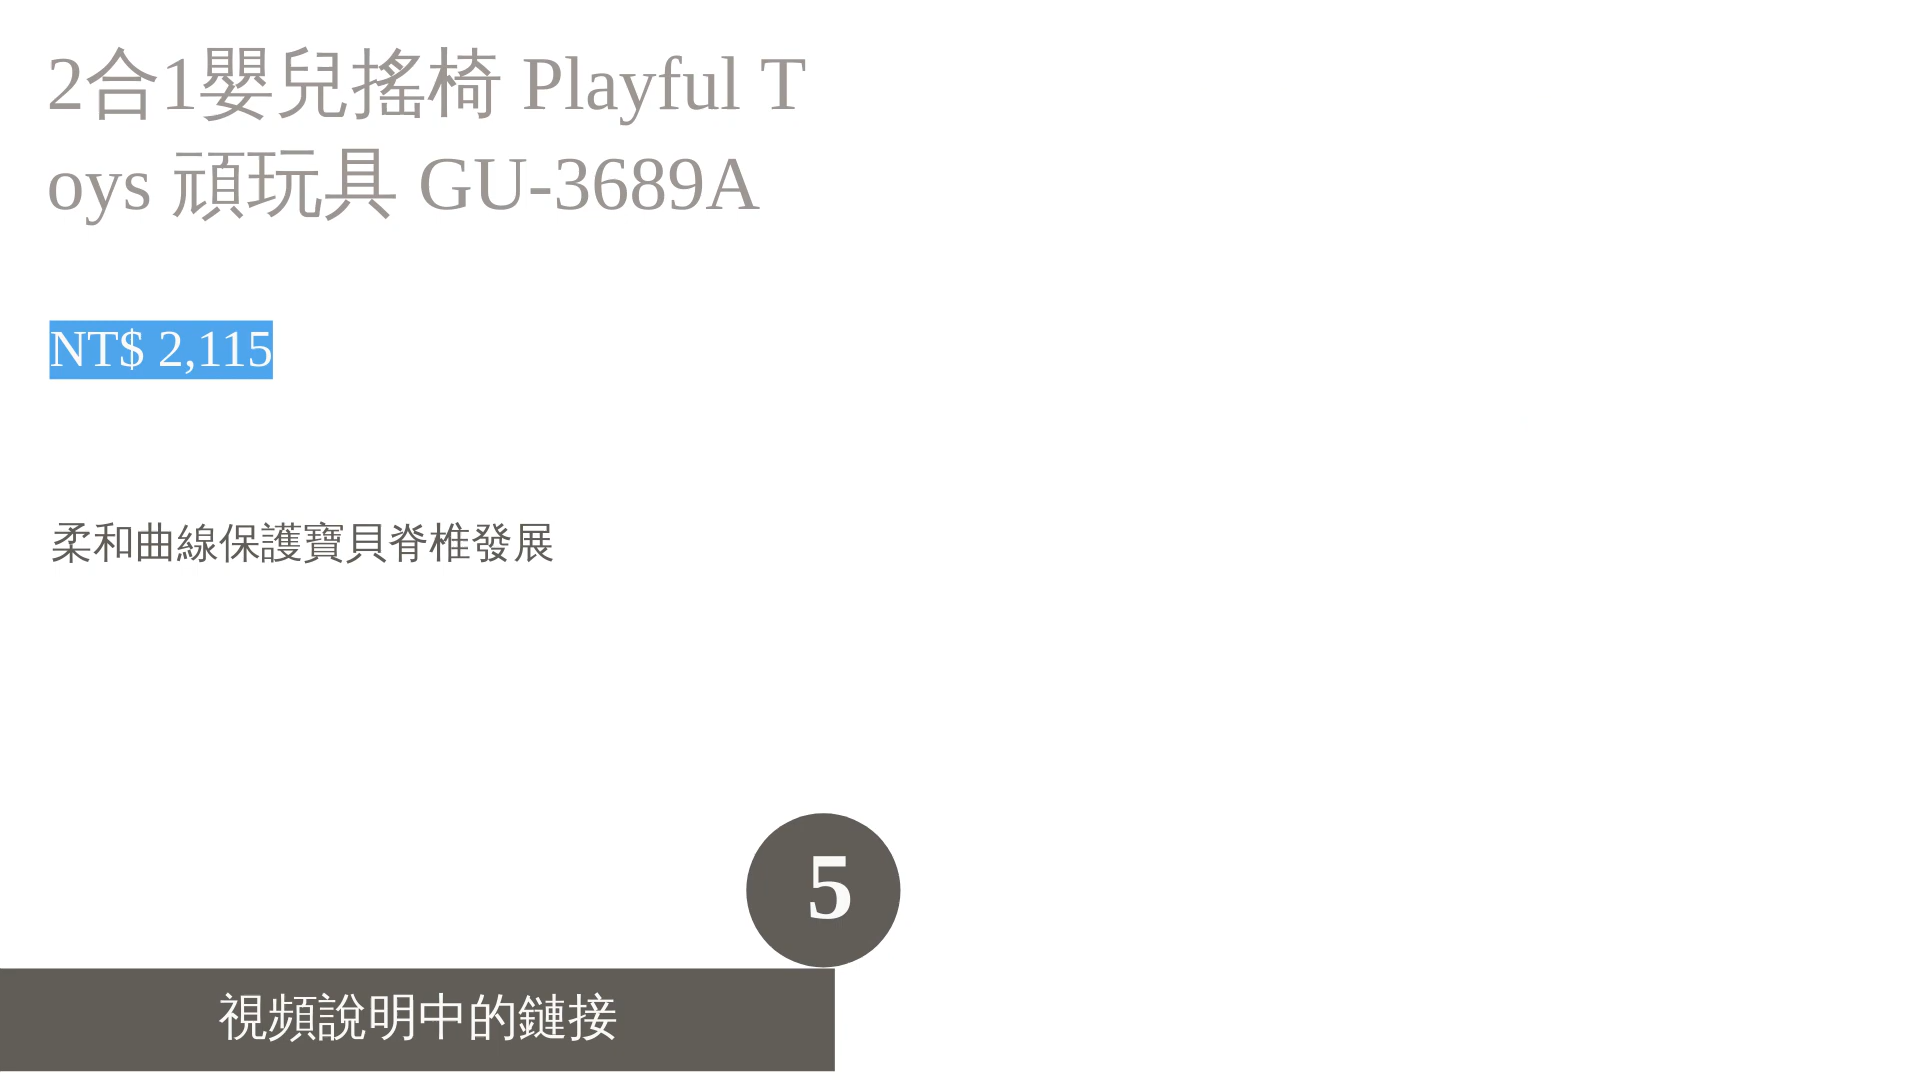 2合1嬰兒搖椅 Playful T
oys 頑玩具 GU-3689A
NT$ 2,115
柔和曲線保護寶貝脊椎發展
5
視頻說明中的鏈接